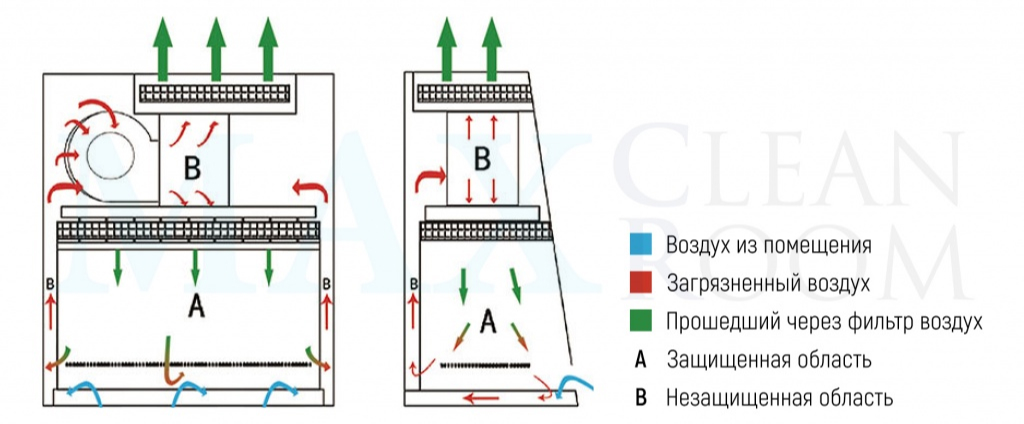 MAX CLEAN
ROOM
B
B
B
B
B
A
A
Воздух из помещения
Загрязненный воздух
Прошедший через фильтр воздух
A Защищенная область
B Незащищенная область